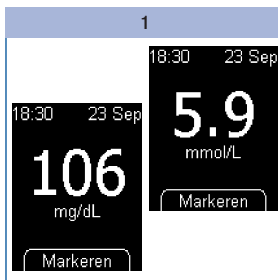 1
18:30 23 Sep
5.9
mmol/L
Markeren
18:30 23 Sep
106
mg/dL
Markeren